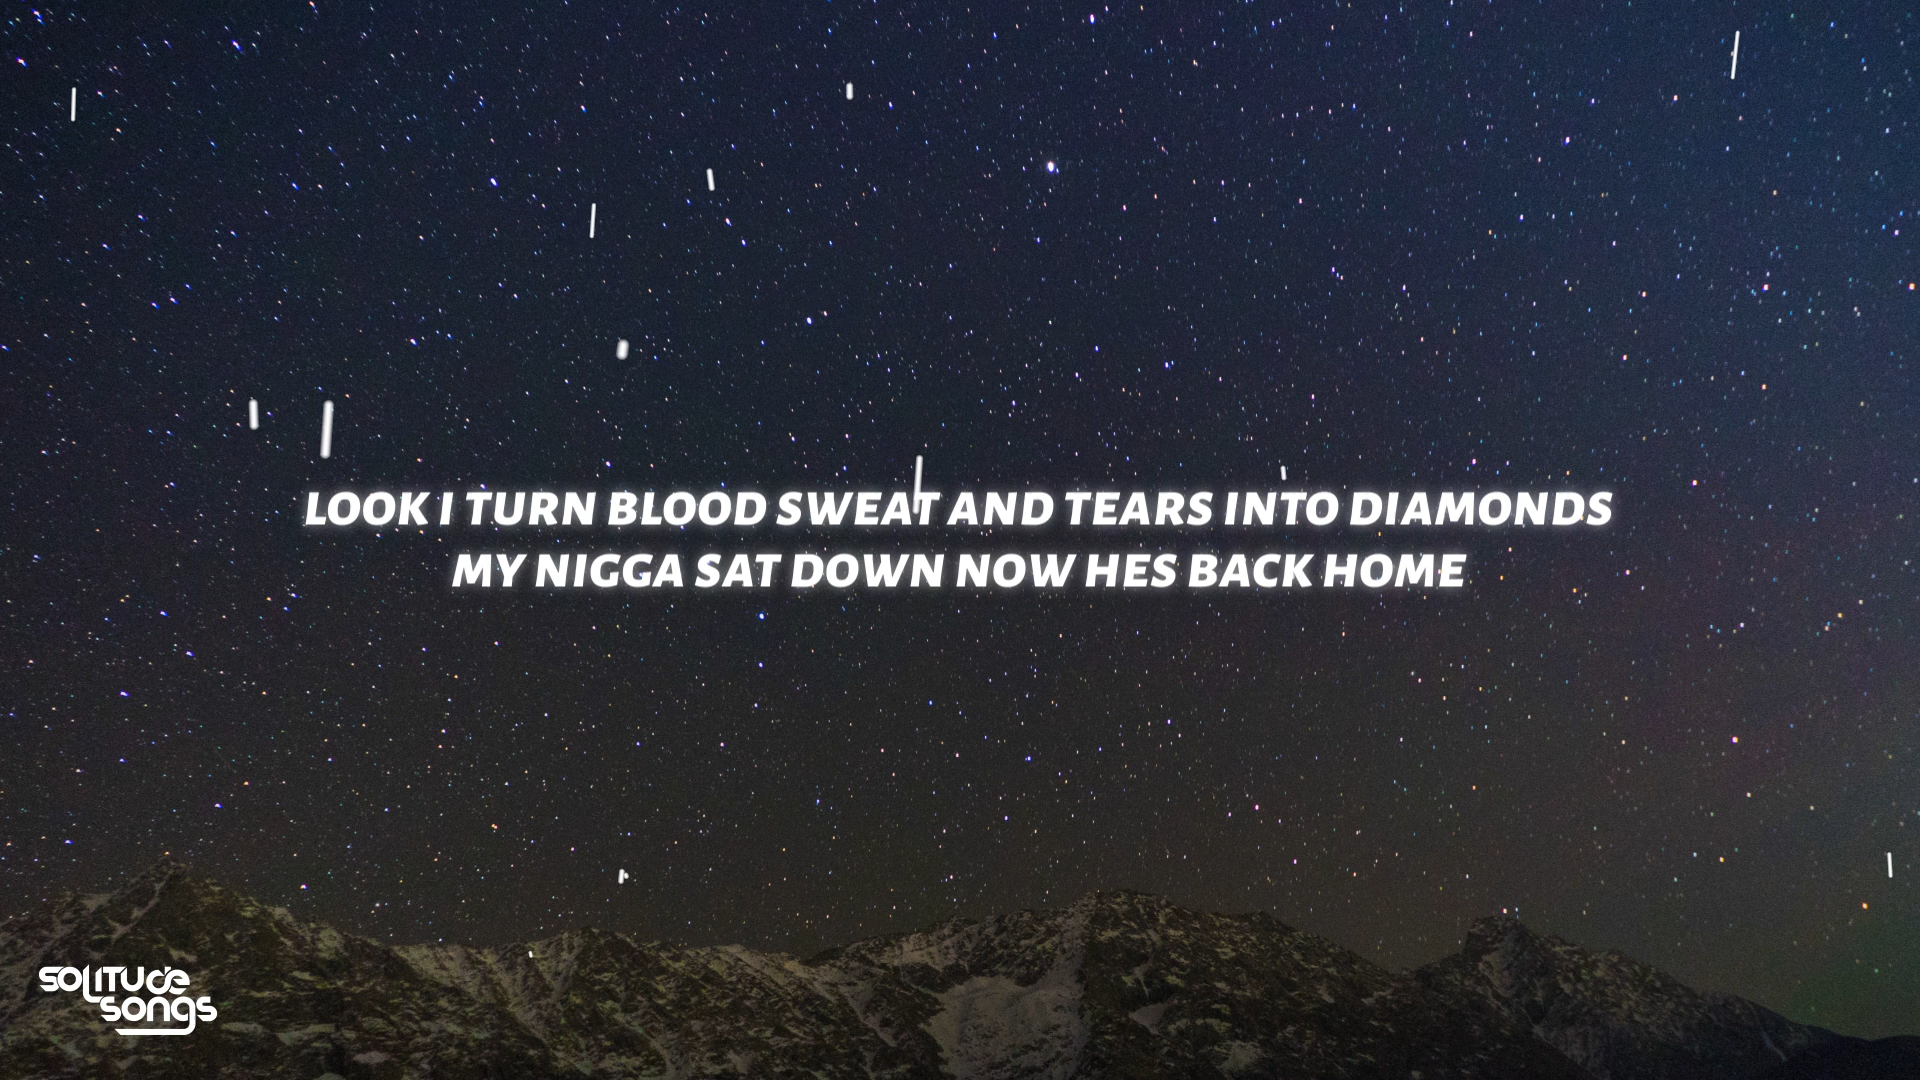 LOOK I TURN BLOOD SWEAT AND TEARS INTO DIAMONDS
MY NIGGA SAT DOWN NOW HES BACK HOME
SOLITUDE
SONGS